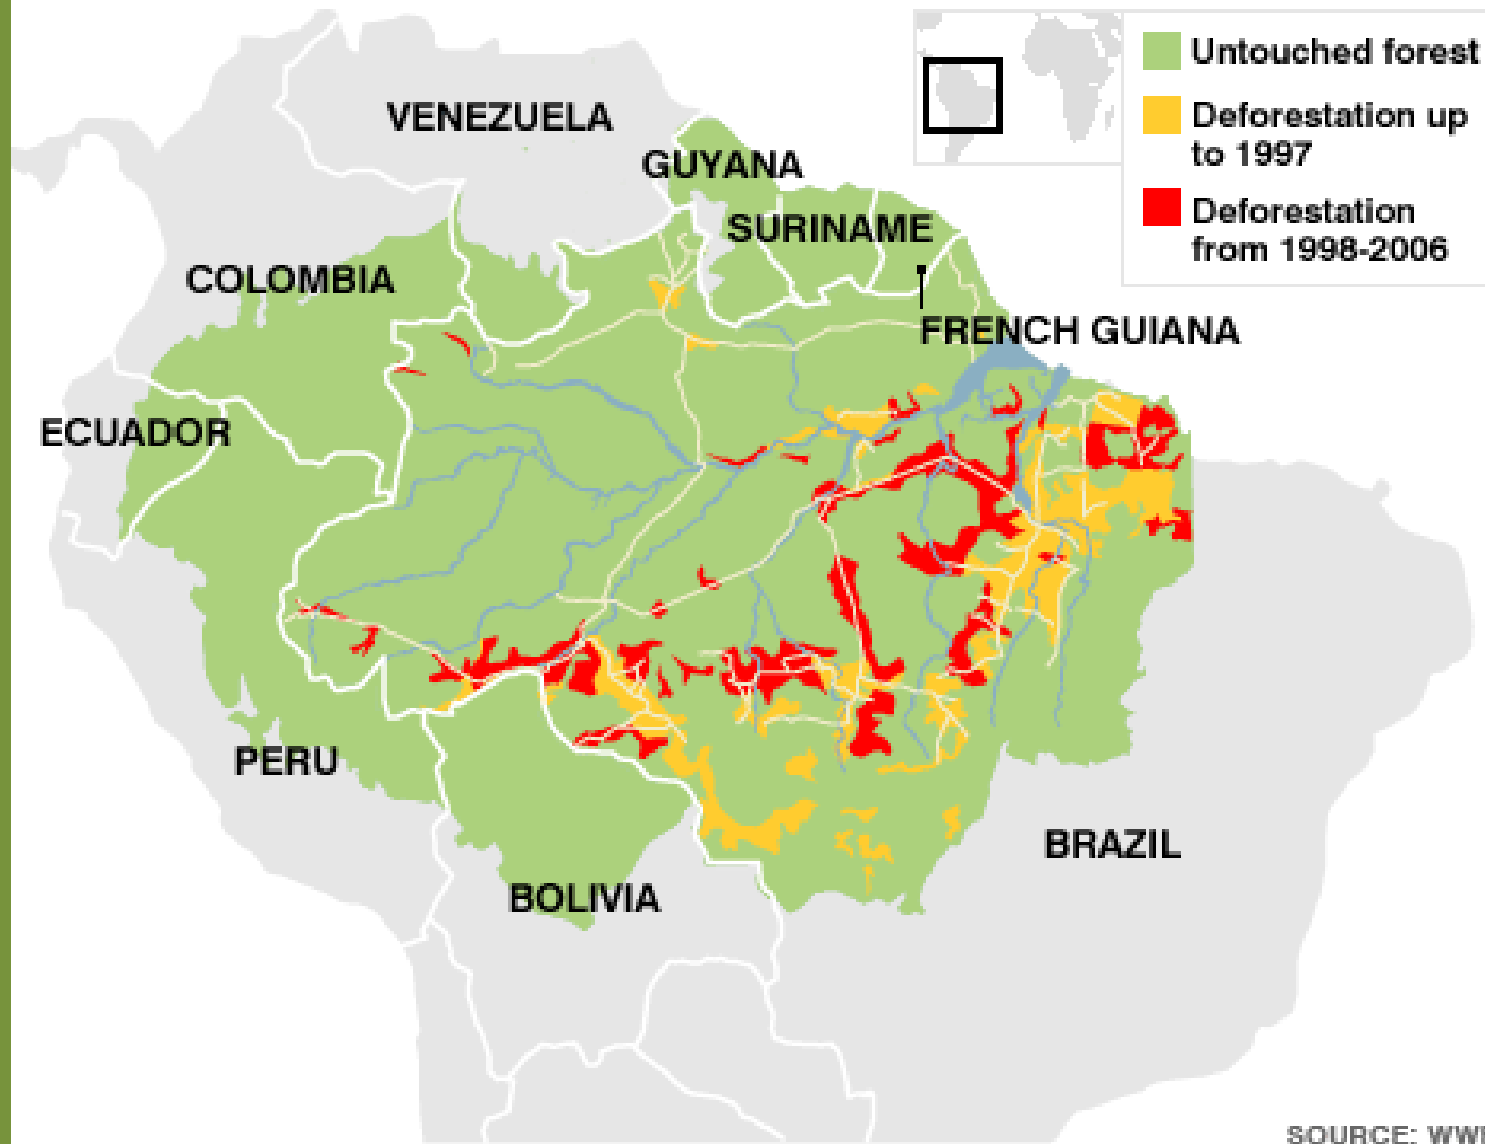 VENEZUELA
GUYANA
SURINAME
COLOMBIA
FRENCH GUIANA
ECUADOR
PERU
BOLIVIA
BRAZIL
Untouched forest
Deforestation up
to 1997
Deforestation
from 1998-2006
SOURCE: